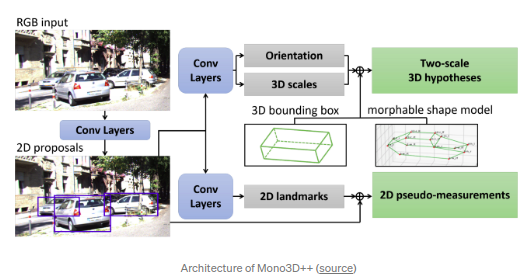 RGB input
Conv Layers
2D proposals
Conv
Layers
Orientation
3D scales
Two-scale
3D hypotheses
3D bounding box
morphable shape model
Conv
Layers
2D landmarks
2D pseudo-measurements
Architecture of Mono3D++ (source)